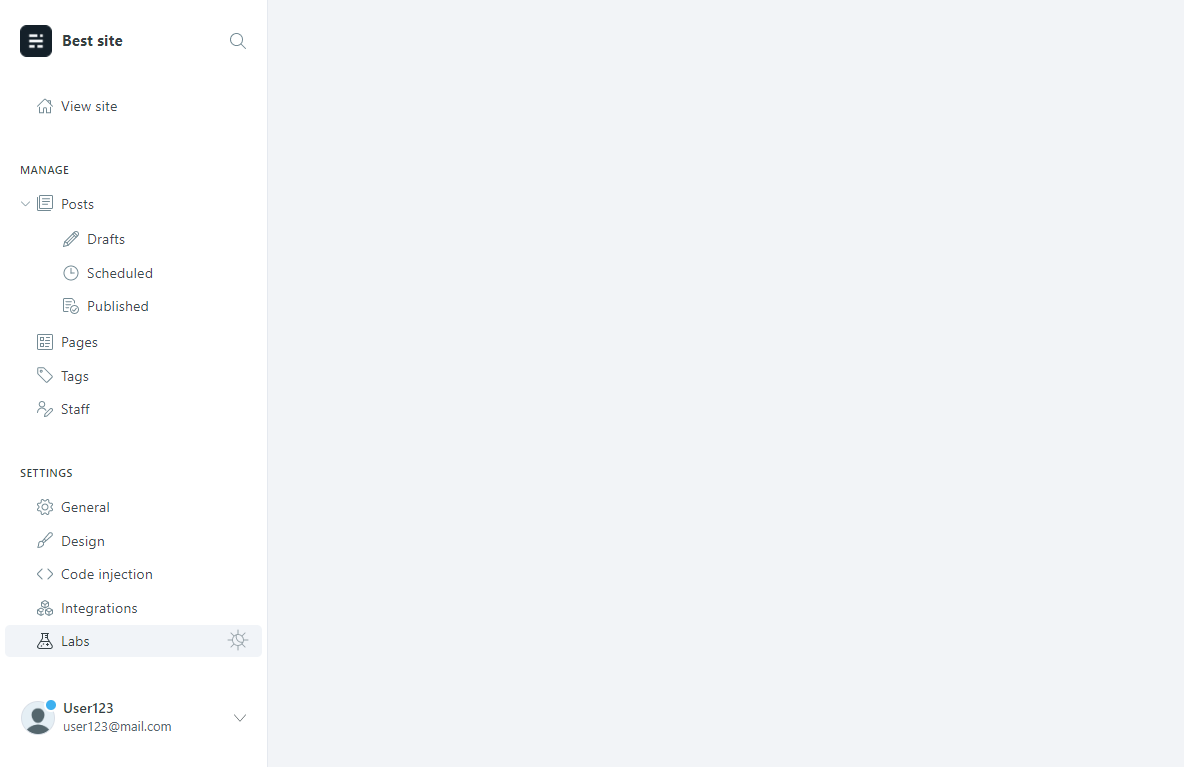 Best site
View site
MANAGE
Posts
Drafts
Scheduled
Published
Pages
Tags
Staff
SETTINGS
General
Design
Code injection
Integrations
Labs
User123
user123@mail.com